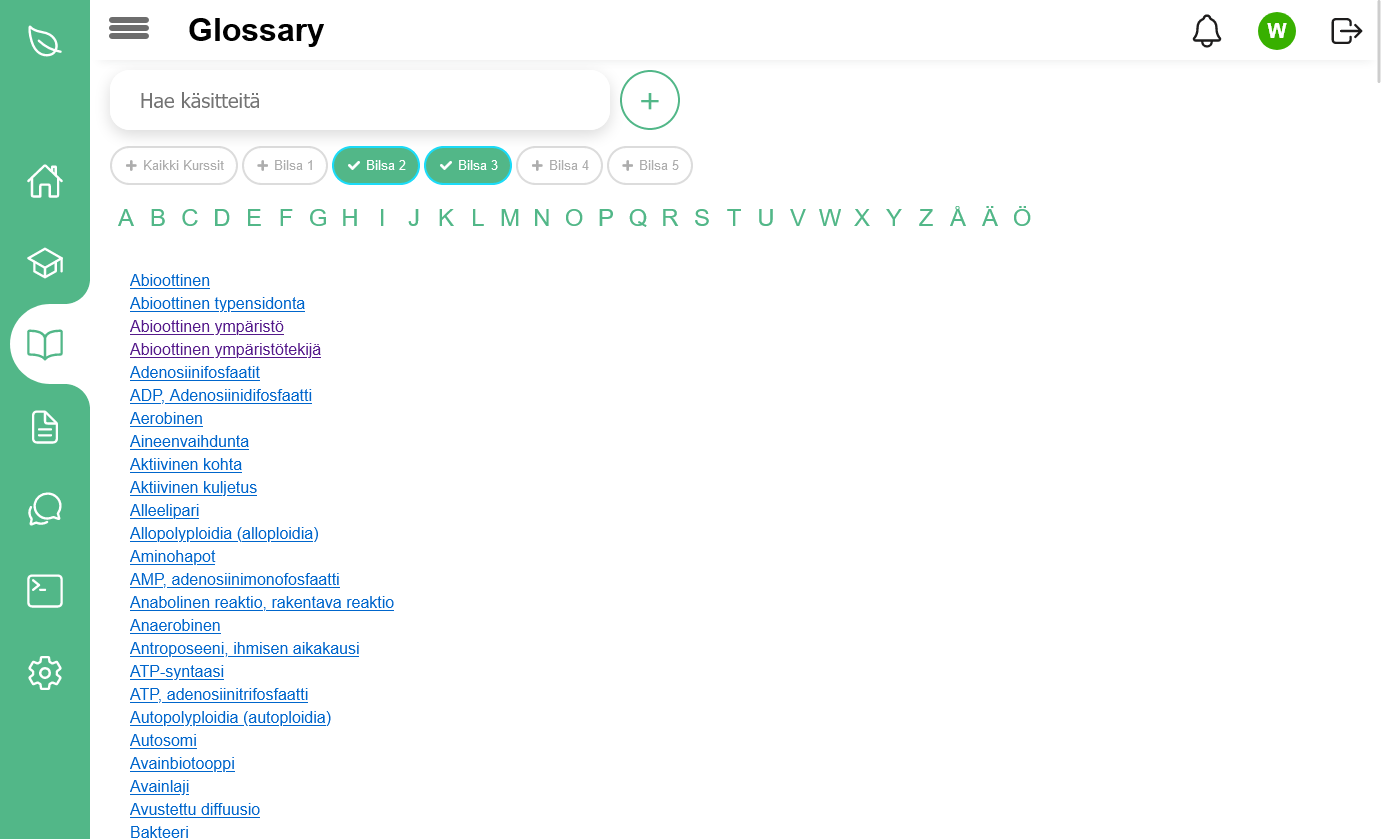 Glossary
W
Hae käsitteitä
+
Kaikki Kurssit Bilsa 1 Bilsa 2 Bilsa 3 Bilsa 4 Bilsa 5
A B C D E F G H I J K L M N O P Q R S T U V W X Y Z Å Ä Ö
Abioottinen
Abioottinen typensidonta
Abioottinen ympäristö
Abioottinen ympäristötekijä
Adenosiinifosfaatit
ADP, Adenosiinidifosfaatti
Aerobinen
Aineenvaihdunta
Aktiivinen kohta
Aktiivinen kuljetus
Alleelipari
Allopolyploidia (alloploidia)
Aminohapot
AMP, adenosiinimonofosfaatti
Anabolinen reaktio, rakentava reaktio
Anaerobinen
Antroposeeni, ihmisen aikakausi
ATP-syntaasi
ATP, adenosiinitrifosfaatti
Autopolyploidia (autoploidia)
Autosomi
Avainbiotooppi
Avainlaji
Avustettu diffuusio
Bakteeri